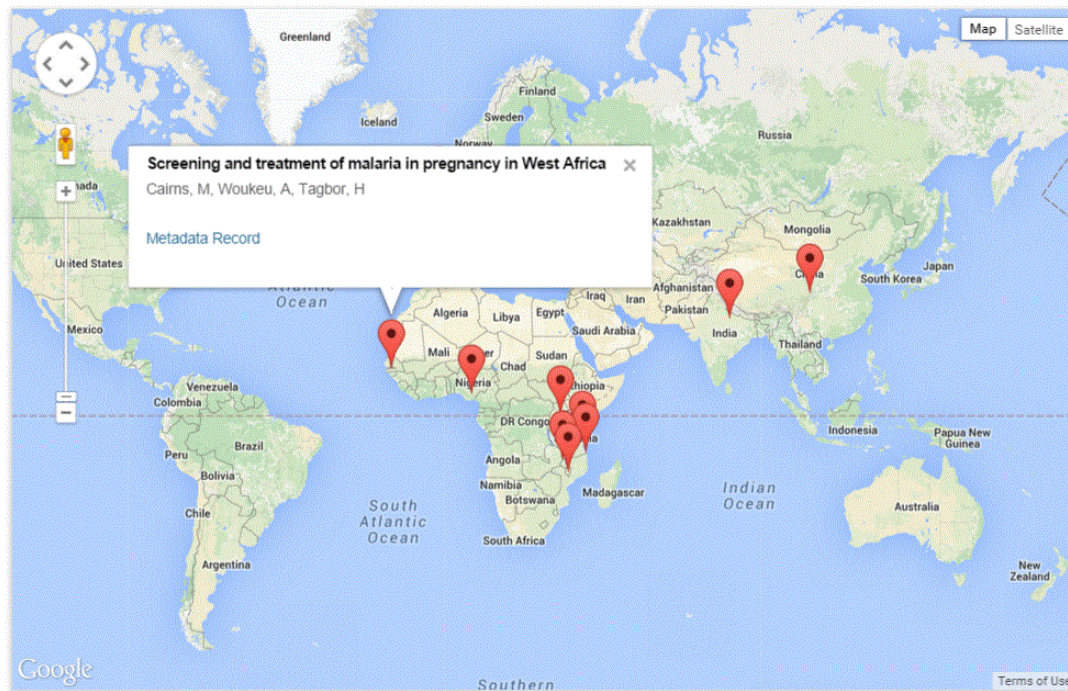 Greenland
Map
Satellite
Iceland
Finland
Sweden
Norway
Russia
Screening and treatment of malaria in pregnancy in West Africa
Cairns, M, Woukeu, A, Tagbor, H
Metadata Record
Kazakhstan
Mongolia
United States
China
Japan
South Korea
Ocean
Afghanistan
Iraq
Iran
Pakistan
Algeria
Libya
Egypt
Saudi Arabia
Mexico
India
Thailand
Mali
Chad
Sudan
Nigeria
Ethiopia
Venezuela
Colombia
DR Congo
Indonesia
Papua New
Guinea
Brazil
Peru
Angola
Bolivia
Namibia
Botswana
Madagascar
Indian
Ocean
Australia
Chile
South
Atlantic
Ocean
South Africa
Argentina
New
Zealand
Google
Southern
Terms of Use